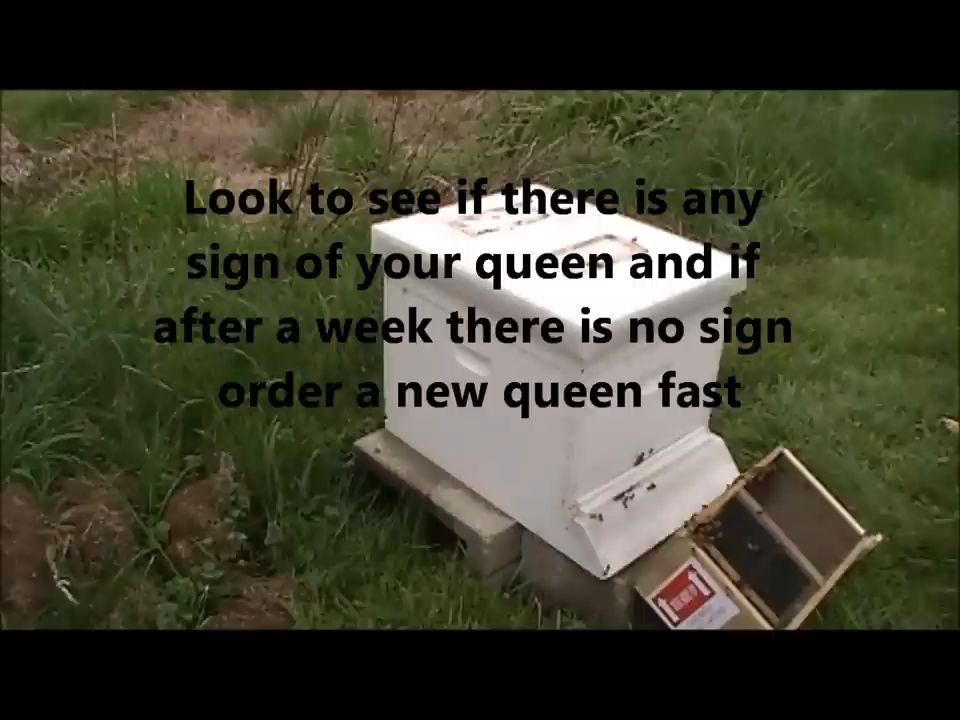 Look to see if there is any
sign of your queen and if
after a week there is no sign
order a new queen fast